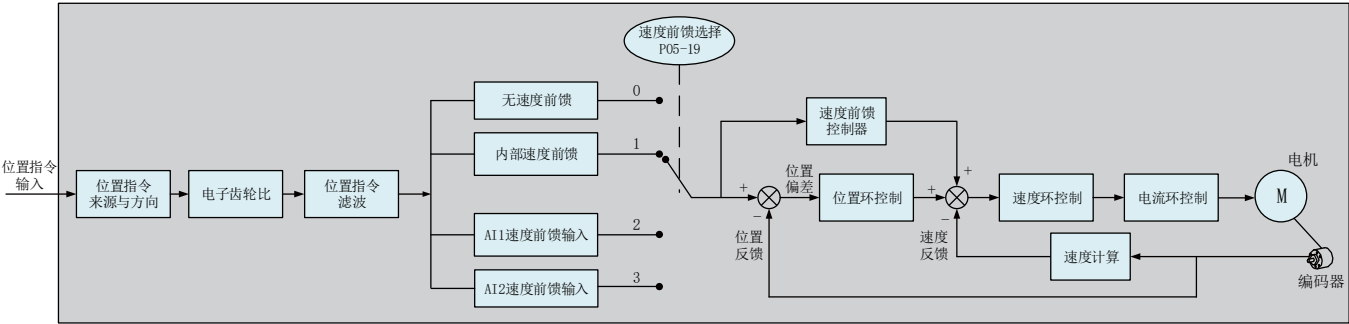 速度前馈选择
P05-19
无速度前馈
0
内部速度前馈
1
速度前馈
控制器
位置指令
输入
位置指令
来源与方向
电子齿轮比
位置指令
滤波
+
位置
偏差
位置环控制
+
+
速度环控制
电流环控制
电机
M
−
位置
反馈
−
速度
反馈
速度计算
编码器
AI1速度前馈输入
2
AI2速度前馈输入
3